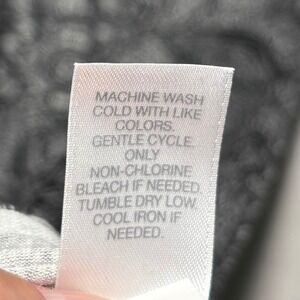 MACHINE WASH
COLD WITH LIKE
COLORS.
GENTLE CYCLE.
ONLY
NON-CHLORINE
BLEACH IF NEEDED.
TUMBLE DRY LOW.
COOL IRON IF
NEEDED.